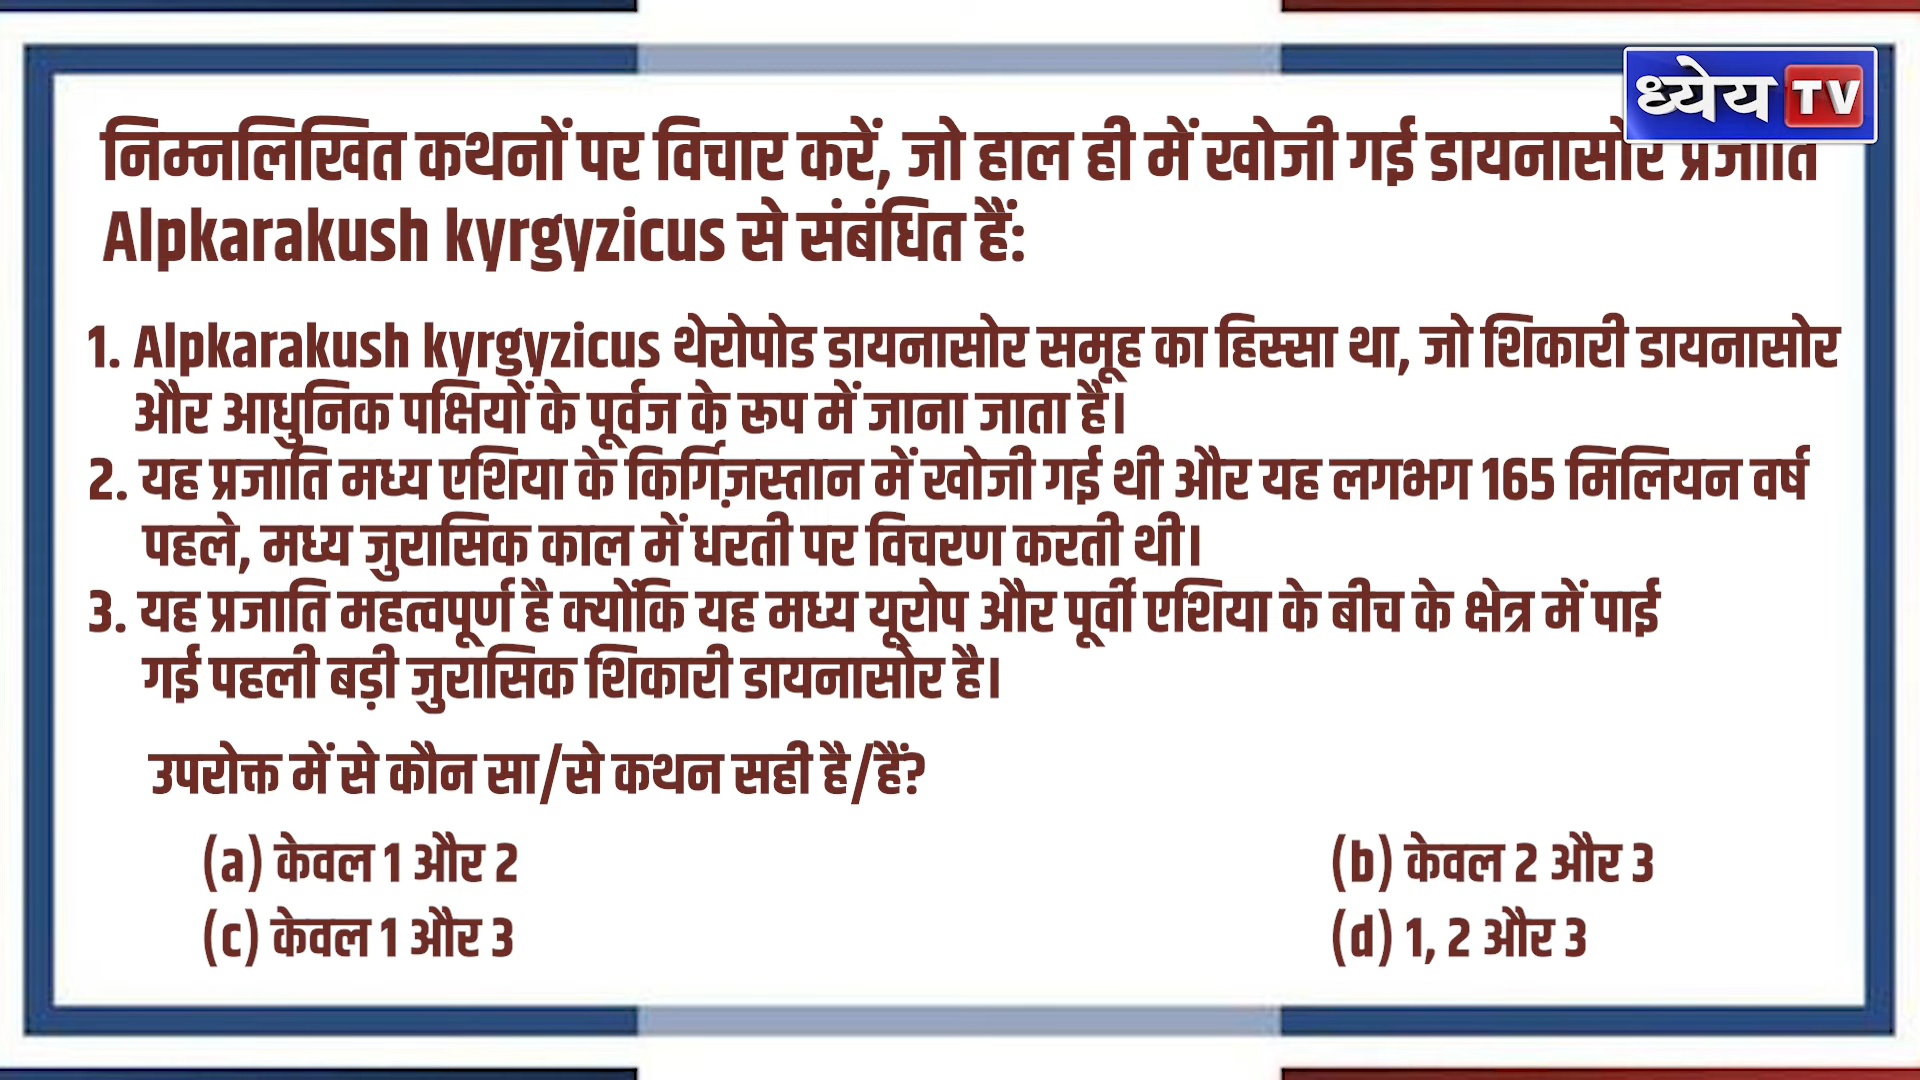 ध्येय TV
निम्नलिखित कथनों पर विचार करें, जो हाल ही में खोजी गई डायनासोर प्रजाति
Alpkarakush kyrgyzicus से संबंधित हैं:
1. Alpkarakush kyrgyzicus थेरोपोड डायनासोर समूह का हिस्सा था, जो शिकारी डायनासोर
और आधुनिक पक्षियों के पूर्वज के रूप में जाना जाता है।
2. यह प्रजाति मध्य एशिया के किर्गिज़स्तान में खोजी गई थी और यह लगभग 165 मिलियन वर्ष
पहले, मध्य जुरासिक काल में धरती पर विचरण करती थी।
3. यह प्रजाति महत्वपूर्ण है क्योंकि यह मध्य यूरोप और पूर्वी एशिया के बीच के क्षेत्र में पाई
गई पहली बड़ी जुरासिक शिकारी डायनासोर है।
उपरोक्त में से कौन सा/से कथन सही है/हैं?
(a) केवल 1 और 2 (b) केवल 2 और 3
(c) केवल 1 और 3 (d) 1, 2 और 3